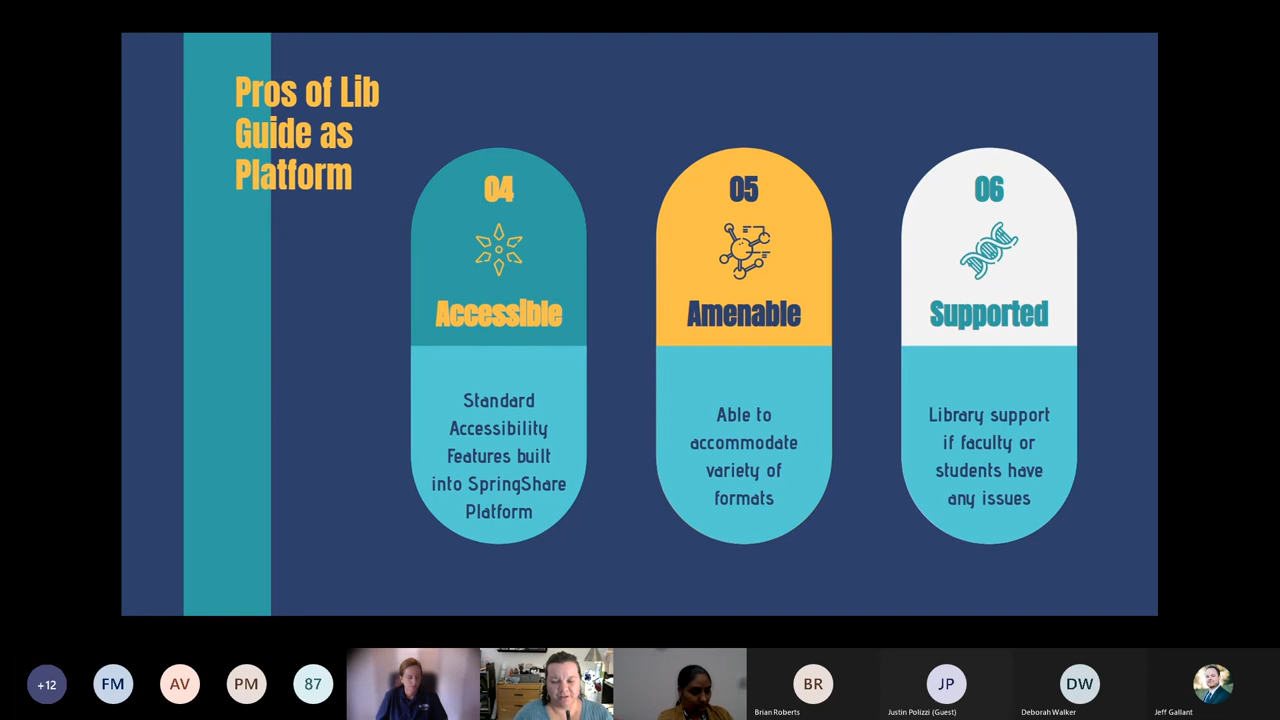 Pros of Lib
Guide as
Platform
04
Accessible
Standard
Accessibility
Features built
into SpringShare
Platform
05
Amenable
Able to
accommodate
variety of
formats
06
Supported
Library support
if faculty or
students have
any issues
+12
FM
AV
PM
87
BR
Brian Roberts
JP
Justin Polizzi (Guest)
DW
Deborah Walker
Jeff Gallant